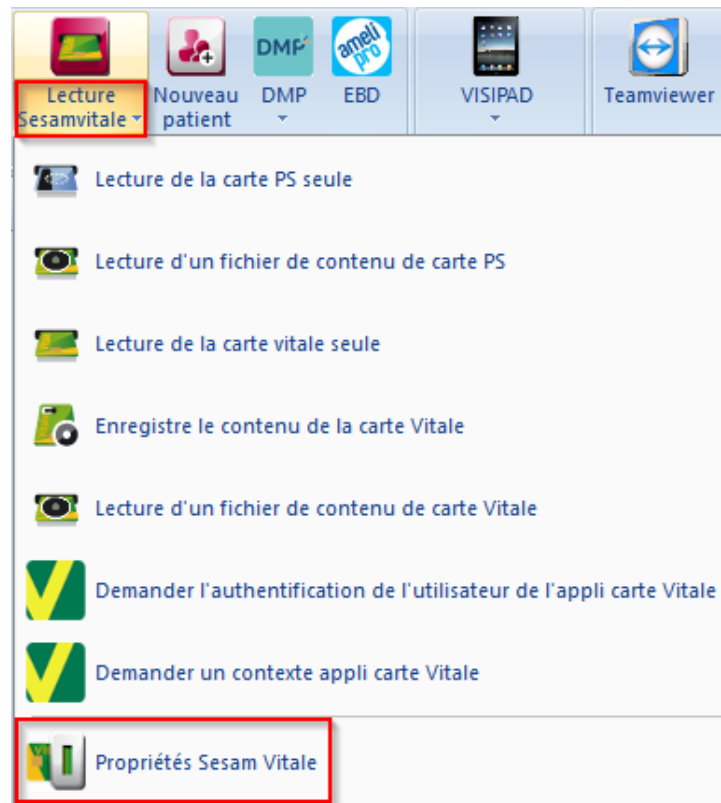 DMP
ameli
pro
Lecture
Sesamvitale
Nouveau
patient
DMP
EBD
VISIPAD
Teamviewer
Lecture de la carte PS seule
Lecture d'un fichier de contenu de carte PS
Lecture de la carte vitale seule
Enregistre le contenu de la carte Vitale
Lecture d'un fichier de contenu de carte Vitale
Demander l'authentification de l'utilisateur de l'appli carte Vitale
Demander un contexte appli carte Vitale
Propriétés Sesam Vitale